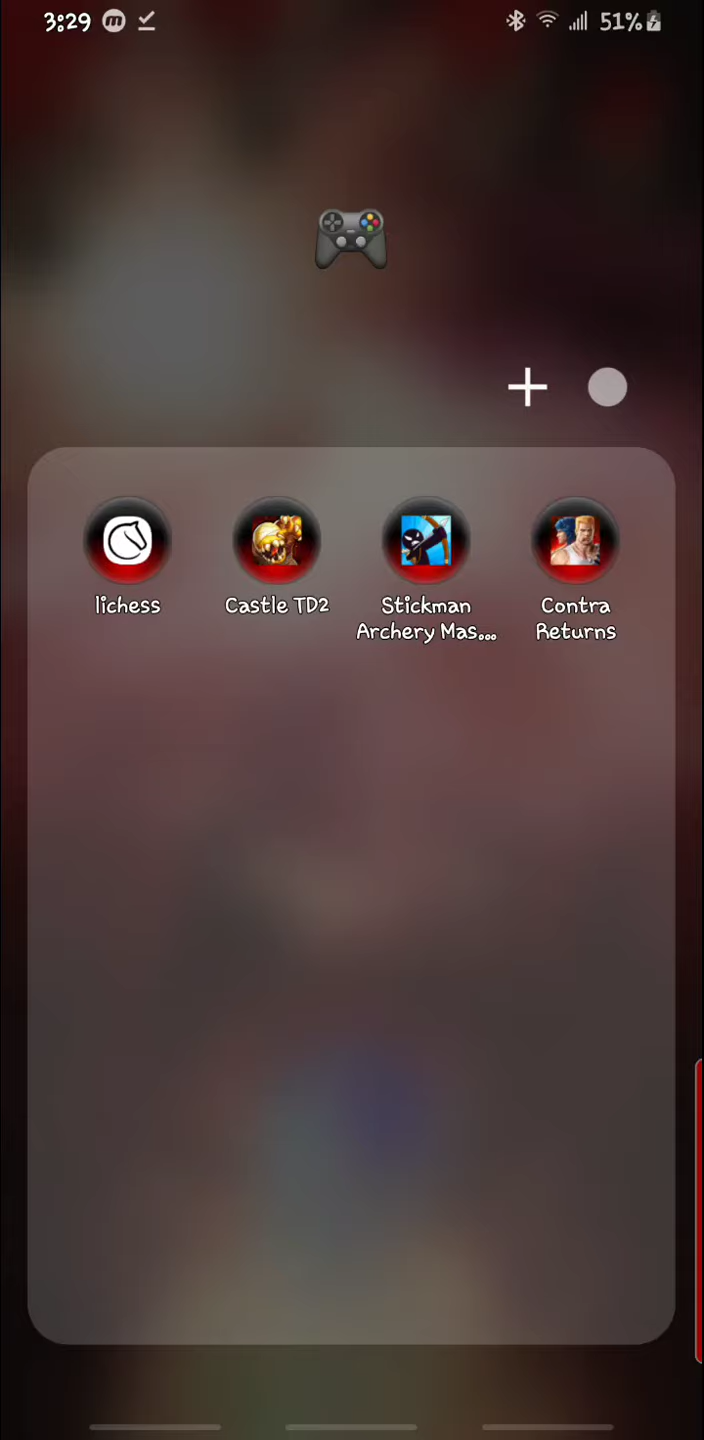 3:29
51%
lichess
Castle TD2
Stickman
Archery Mas...
Contra
Returns